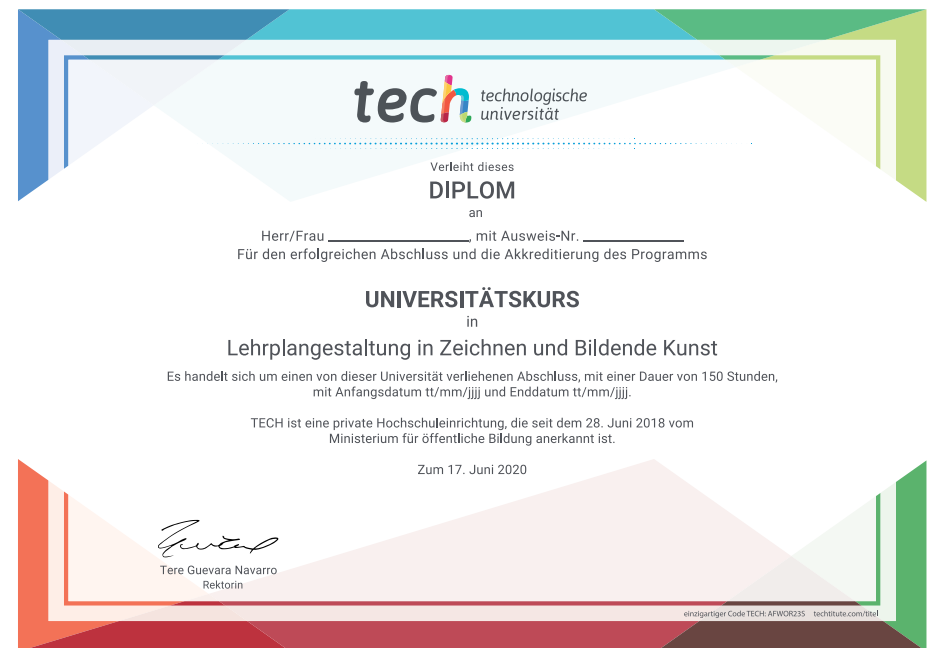 tech technologische
universität
Verleiht dieses
DIPLOM
an
Herr/Frau ____________________, mit Ausweis-Nr. ______________
Für den erfolgreichen Abschluss und die Akkreditierung des Programms
UNIVERSITÄTSKURS
in
Lehrplangestaltung in Zeichnen und Bildende Kunst
Es handelt sich um einen von dieser Universität verliehenen Abschluss, mit einer Dauer von 150 Stunden,
mit Anfangsdatum tt/mm/jjjj und Enddatum tt/mm/jjjj.
TECH ist eine private Hochschuleinrichtung, die seit dem 28. Juni 2018 vom
Ministerium für öffentliche Bildung anerkannt ist.
Zum 17. Juni 2020
Tere Guevara Navarro
Rektorin
einzigartiger Code TECH: AFWOR23S techtitute.com/titel